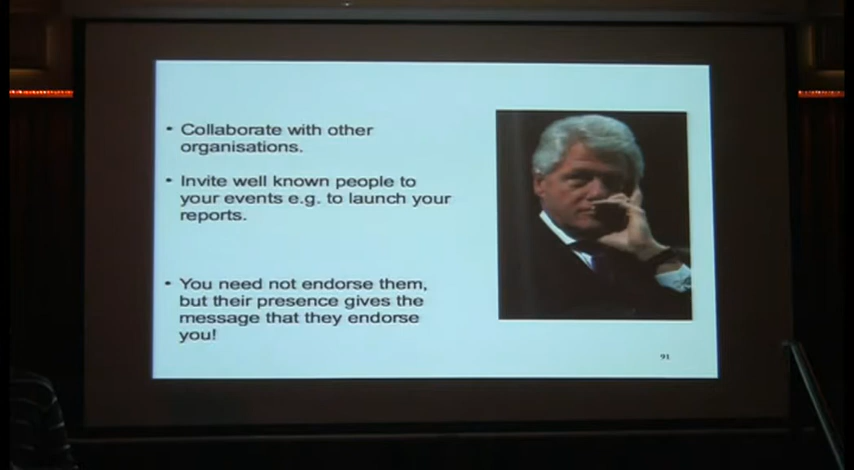 • Collaborate with other
organisations.
• Invite well known people to
your events e.g. to launch your
reports.
• You need not endorse them,
but their presence gives the
message that they endorse
you!
91